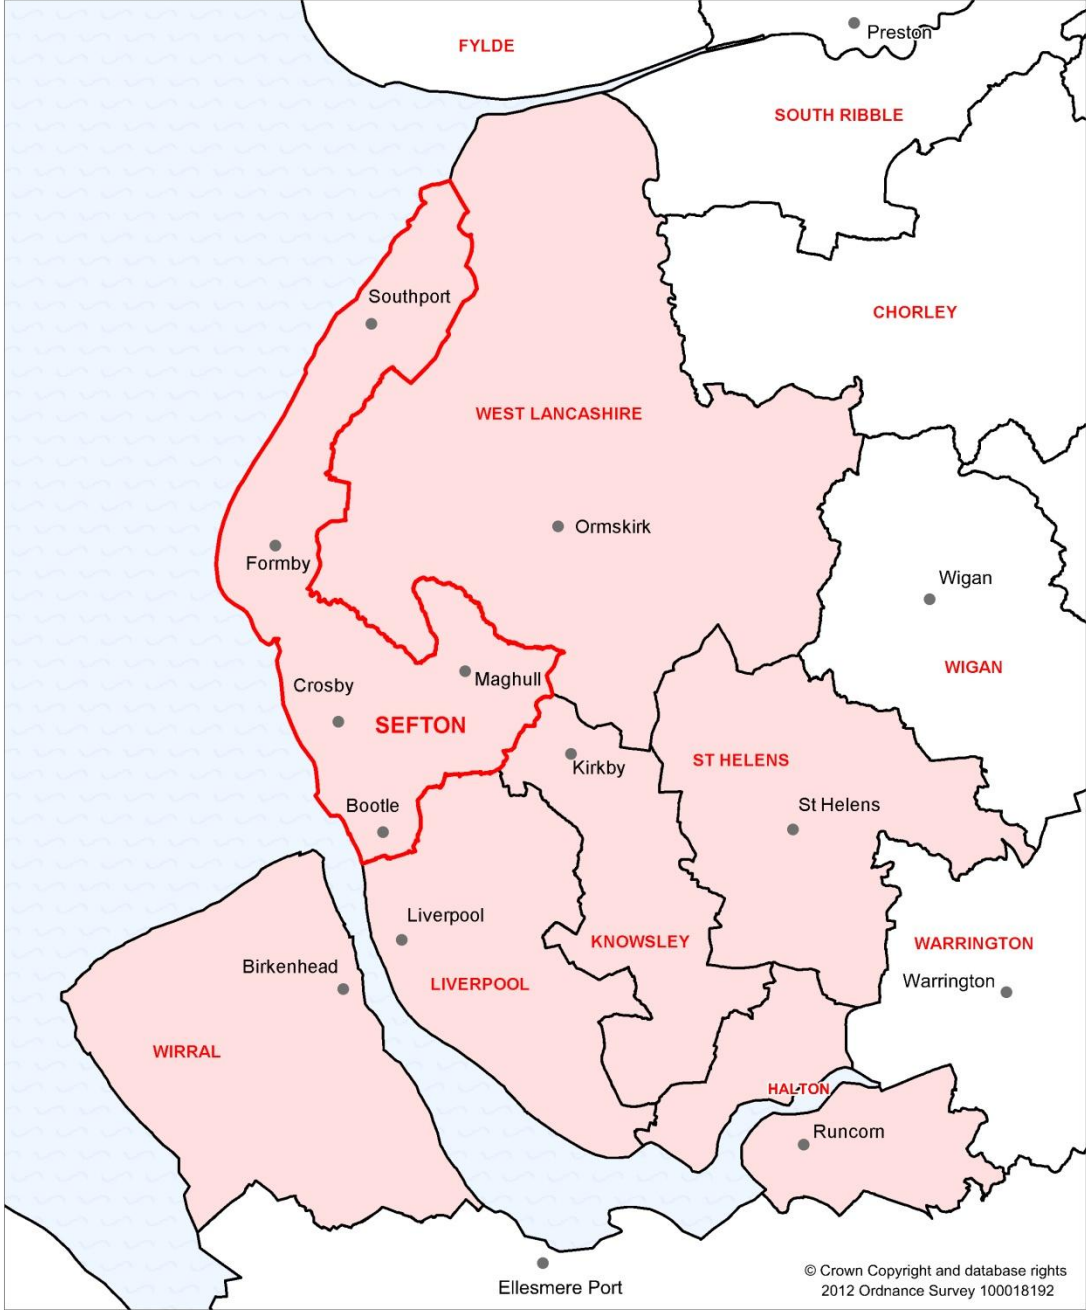 Preston
FYLDE
SOUTH RIBBLE
Southport
CHORLEY
WEST LANCASHIRE
Ormskirk
Formby
Wigan
WIGAN
Maghull
Crosby
SEFTON
Kirkby
ST HELENS
St Helens
Bootle
Liverpool
KNOWSLEY
WARRINGTON
Birkenhead
LIVERPOOL
Warrington
WIRRAL
HALTON
Runcorn
Ellesmere Port
© Crown Copyright and database rights
2012 Ordnance Survey 100018192